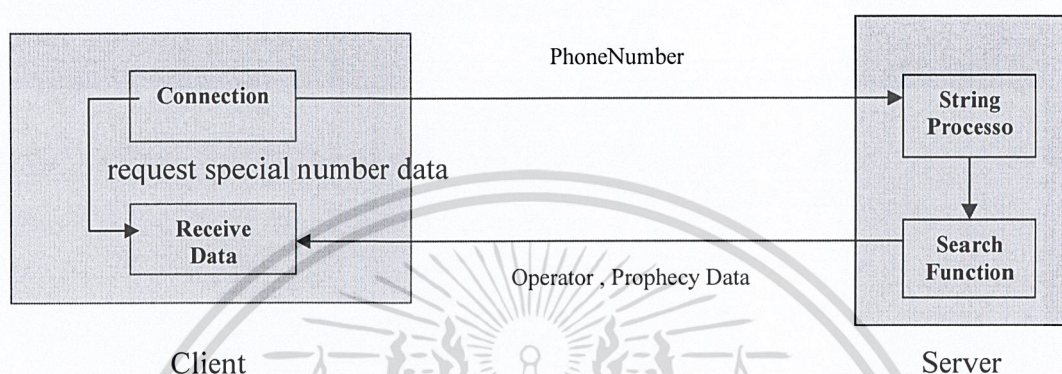 PhoneNumber
Connection
String
Processo
request special number data
Receive
Data
Search
Function
Operator , Prophecy Data
Client
Server